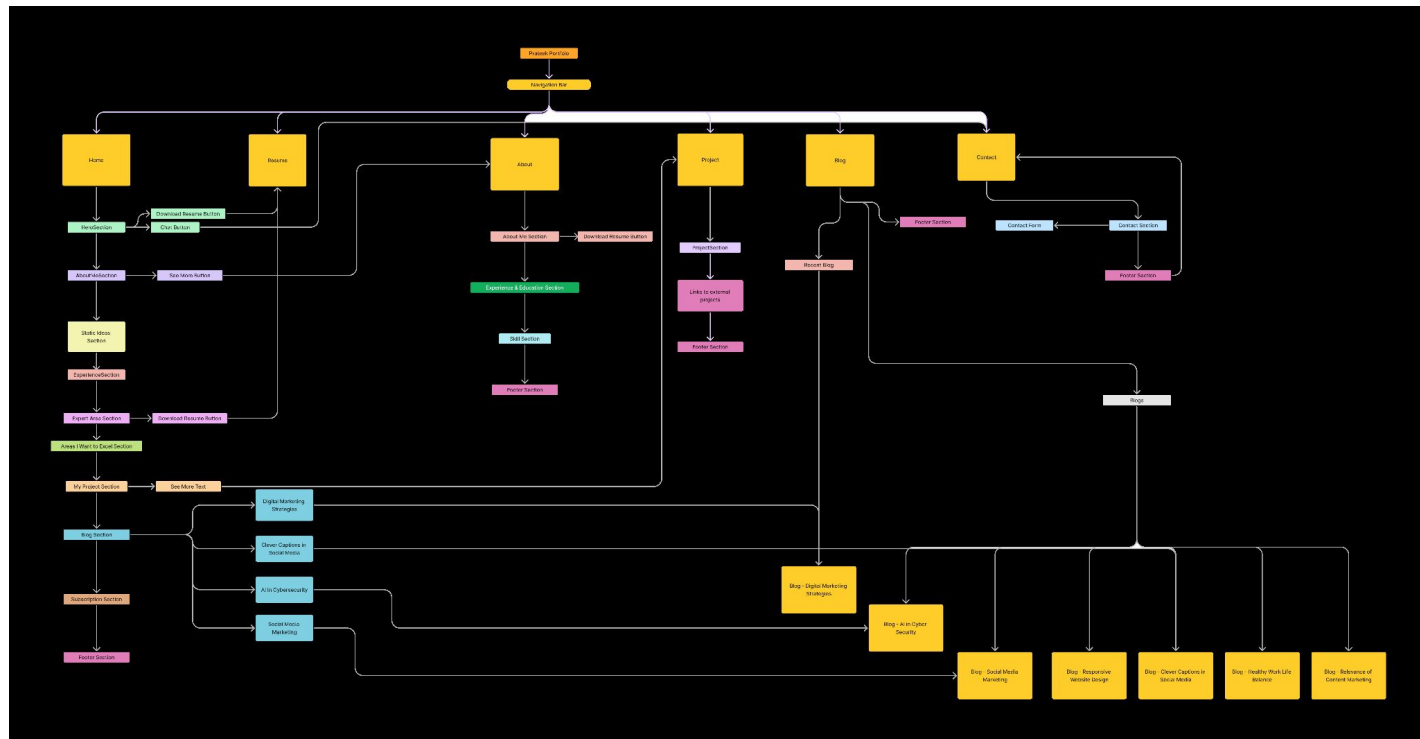 Prateek Portfolio
Navigation Bar
Home
Resume
About
Project
Blog
Contact
Download Resume Button
HeroSection
Chat Button
Footer Section
Contact Form
Contact Section
About Me Section
Download Resume Button
ProjectSection
Recent Blog
AboutMeSection
See More Button
Footer Section
Experience & Education Section
Links to external
projects
Static Ideas
Section
Skill Section
Footer Section
ExperienceSection
Footer Section
Blogs
Expert Area Section
Download Resume Button
Areas I Want to Excel Section
My Project Section
See More Text
Digital Marketing
Strategies
Blog Section
Clever Captions in
Social Media
AI in Cybersecurity
Blog - Digital Marketing
Strategies
Subscription Section
Social Media
Marketing
Blog - AI in Cyber
Security
Footer Section
Blog - Social Media
Marketing
Blog - Responsive
Website Design
Blog - Clever Captions in
Social Media
Blog - Healthy Work Life
Balance
Blog - Relevance of
Content Marketing